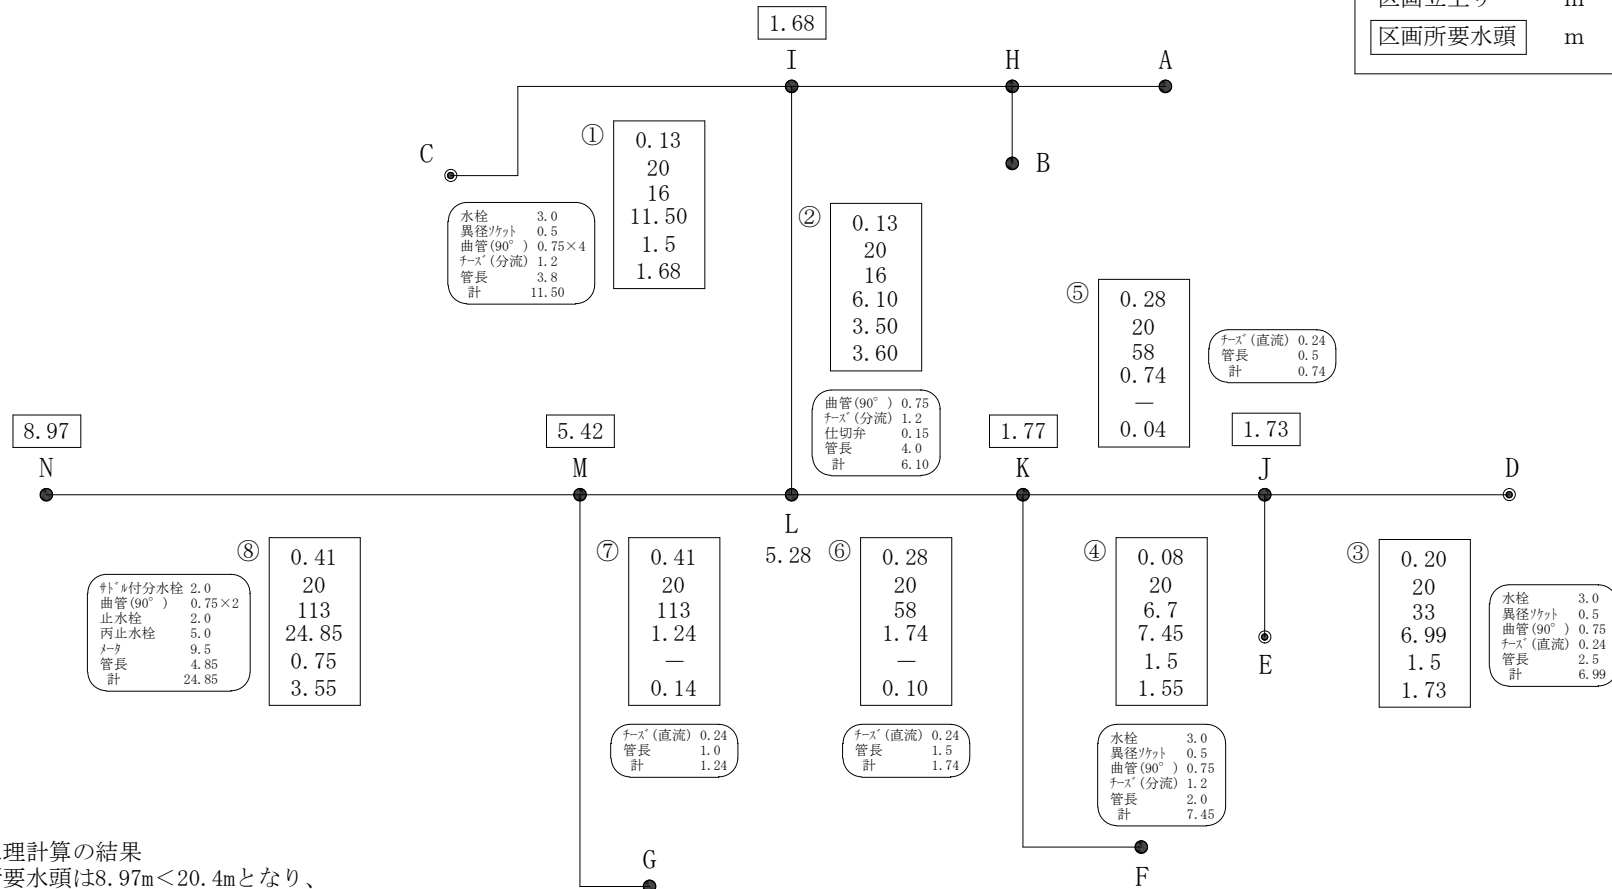 区画立上り m
区画所要水頭 m
1.68
I
H
A
C
B
①
0.13
20
16
11.50
1.5
1.68
水栓 3.0
異径ソケット 0.5
曲管(90°) 0.75×4
チーズ(分流) 1.2
管長 3.8
計 11.50
②
0.13
20
16
6.10
3.50
3.60
曲管(90°) 0.75
チーズ(分流) 1.2
仕切弁 0.15
管長 4.0
計 6.10
⑤
0.28
20
58
0.74
—
0.04
チーズ(直流) 0.24
管長 0.5
計 0.74
8.97
N
5.42
M
1.77
K
1.73
J
D
L
5.28
⑧
0.41
20
113
24.85
0.75
3.55
サドル付分水栓 2.0
曲管(90°) 0.75×2
止水栓 2.0
丙止水栓 5.0
メータ 9.5
管長 4.85
計 24.85
⑦
0.41
20
113
1.24
—
0.14
チーズ(直流) 0.24
管長 1.0
計 1.24
⑥
0.28
20
58
1.74
—
0.10
チーズ(直流) 0.24
管長 1.5
計 1.74
④
0.08
20
6.7
7.45
1.5
1.55
水栓 3.0
異径ソケット 0.5
曲管(90°) 0.75
チーズ(分流) 1.2
管長 2.0
計 7.45
E
③
0.20
20
33
6.99
1.5
1.73
水栓 3.0
異径ソケット 0.5
曲管(90°) 0.75
チーズ(直流) 0.24
管長 2.5
計 6.99
G
F
理計算の結果
要水頭は8.97m<20.4mとなり、